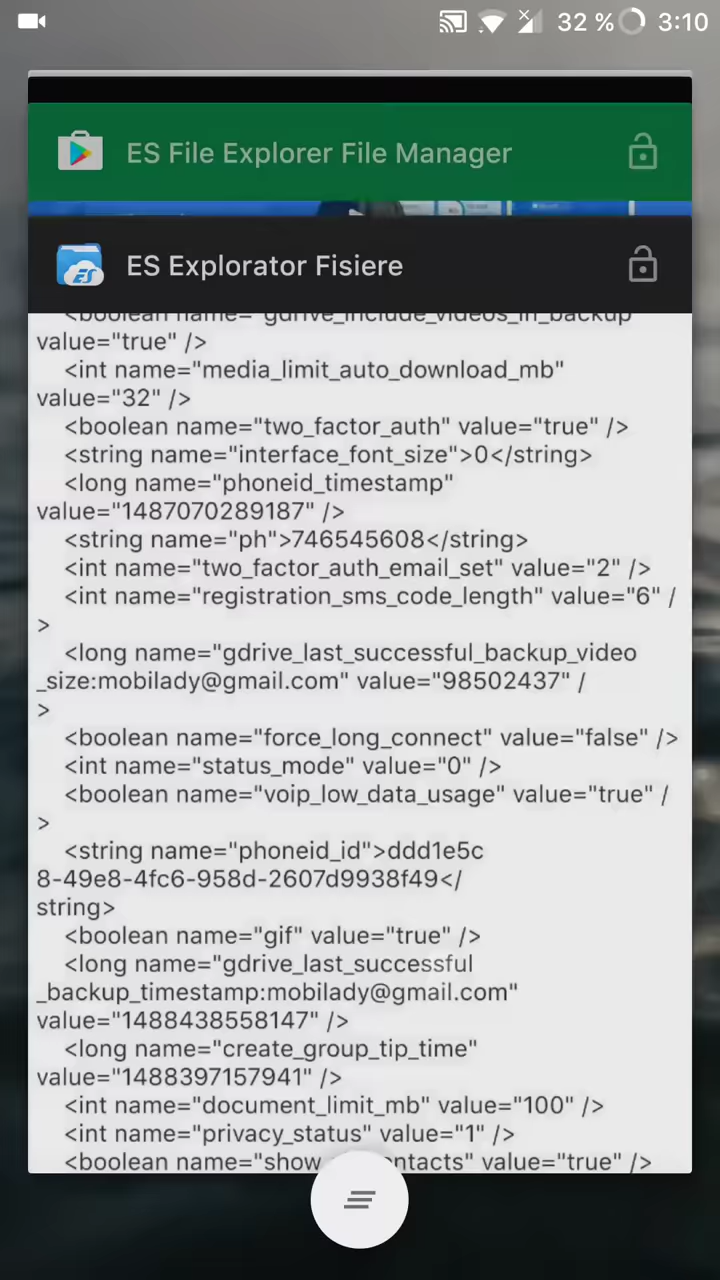 32 % 3:10
ES File Explorer File Manager
ES Explorator Fisiere
<boolean name="gdrive_include_videos_in_backup
value="true" />
<int name="media_limit_auto_download_mb"
value="32" />
<boolean name="two_factor_auth" value="true" />
<string name="interface_font_size">0</string>
<long name="phoneid_timestamp"
value="1487070289187" />
<string name="ph">746545608</string>
<int name="two_factor_auth_email_set" value="2" />
<int name="registration_sms_code_length" value="6" /
>
<long name="gdrive_last_successful_backup_video
_size:mobilady@gmail.com" value="98502437" /
>
<boolean name="force_long_connect" value="false" />
<int name="status_mode" value="0" />
<boolean name="voip_low_data_usage" value="true" /
>
<string name="phoneid_id">ddd1e5c
8-49e8-4fc6-958d-2607d9938f49</
string>
<boolean name="gif" value="true" />
<long name="gdrive_last_successful
_backup_timestamp:mobilady@gmail.com"
value="1488438558147" />
<long name="create_group_tip_time"
value="1488397157941" />
<int name="document_limit_mb" value="100" />
<int name="privacy_status" value="1" />
<boolean name="show ntacts" value="true" />